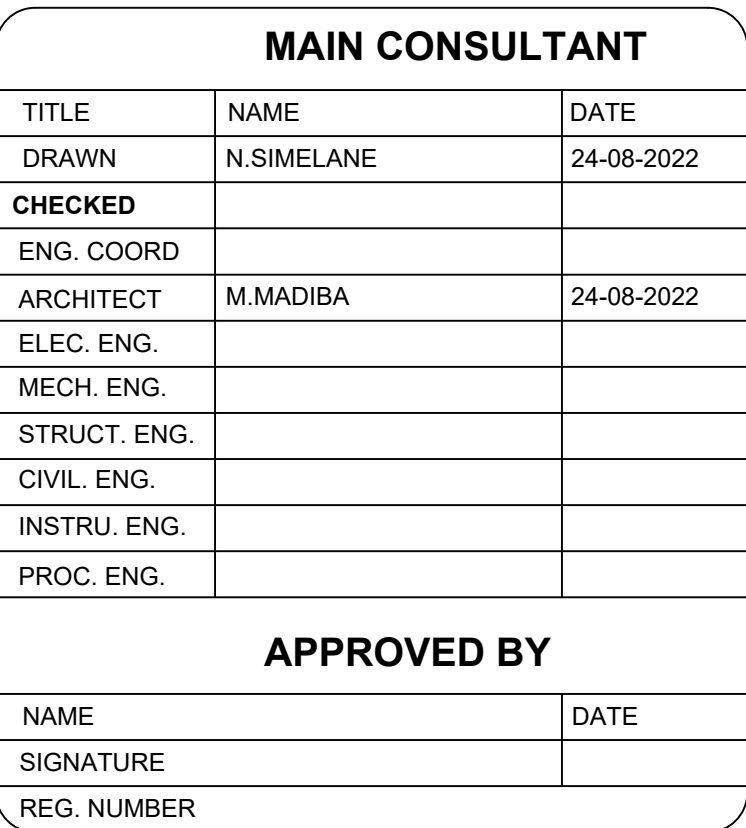 MAIN CONSULTANT
TITLE NAME DATE
DRAWN N.SIMELANE 24-08-2022
CHECKED
ENG. COORD
ARCHITECT M.MADIBA 24-08-2022
ELEC. ENG.
MECH. ENG.
STRUCT. ENG.
CIVIL. ENG.
INSTRU. ENG.
PROC. ENG.
APPROVED BY
NAME DATE
SIGNATURE
REG. NUMBER